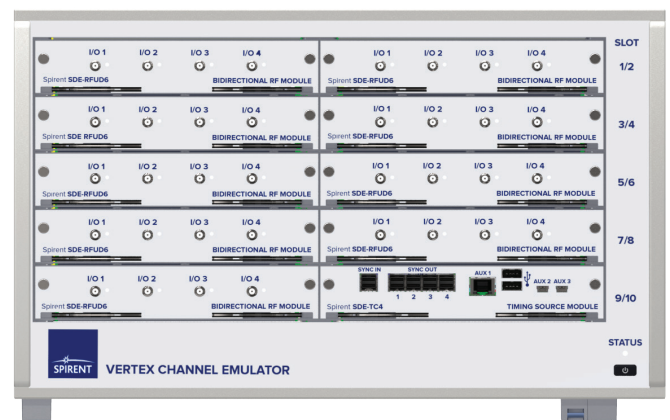 SLOT
I/O 1 I/O 2 I/O 3 I/O 4 I/O 1 I/O 2 I/O 3 I/O 4
1/2
Spirent SDE-RFUD6 BIDIRECTIONAL RF MODULE Spirent SDE-RFUD6 BIDIRECTIONAL RF MODULE
I/O 1 I/O 2 I/O 3 I/O 4 I/O 1 I/O 2 I/O 3 I/O 4
3/4
Spirent SDE RFUD6 BIDIRECTIONAL RF MODULE Spirent SDE-RFUD6 BIDIRECTIONAL RF MODULE
I/O 1 I/O 2 I/O 3 I/O 4 I/O 1 I/O 2 I/O 3 I/O 4
5/6
Spirent SDE-RFUD6 BIDIRECTIONAL RF MODULE Spirent SDE-RFUD6 BIDIRECTIONAL RF MODULE
I/O 1 I/O 2 I/O 3 I/O 4 I/O 1 I/O 2 I/O 3 I/O 4
7/8
Spirent SDE-RFUD6 BIDIRECTIONAL RF MODULE Spirent SDE-RFUD6 BIDIRECTIONAL RF MODULE
I/O 1 I/O 2 I/O 3 I/O 4 SYNC IN SYNC OUT AUX 1 AUX 2 AUX 3
1 2 3 4
9/10
Spirent SDE-RFUD6 BIDIRECTIONAL RF MODULE Spirent SDE-TC4 TIMING SOURCE MODULE
STATUS
SPIRENT VERTEX CHANNEL EMULATOR